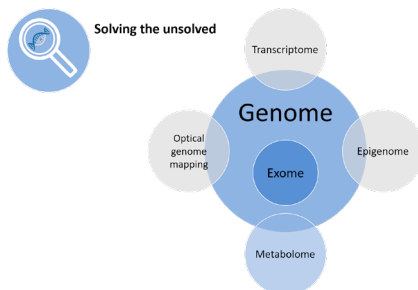 Solving the unsolved
Transcriptome
Genome
Optical
genome
mapping
Exome
Epigenome
Metabolome